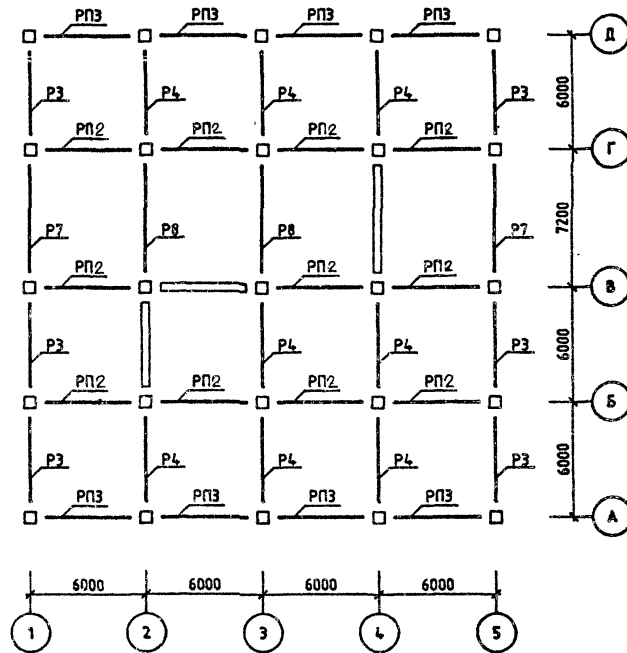 РП3 РП3 РП3 РП3
Д
Р3 Р4 Р4 Р4 Р3
6000
РП2 РП2 РП2 РП2
Г
Р7 Р8 Р8 Р7
7200
РП2 РП2 РП2
В
Р3 Р4 Р4 Р3
6000
РП2 РП2 РП2 РП2
Б
Р3 Р4 Р4 Р4 Р3
6000
РП3 РП3 РП3 РП3
А
6000 6000 6000 6000
1 2 3 4 5